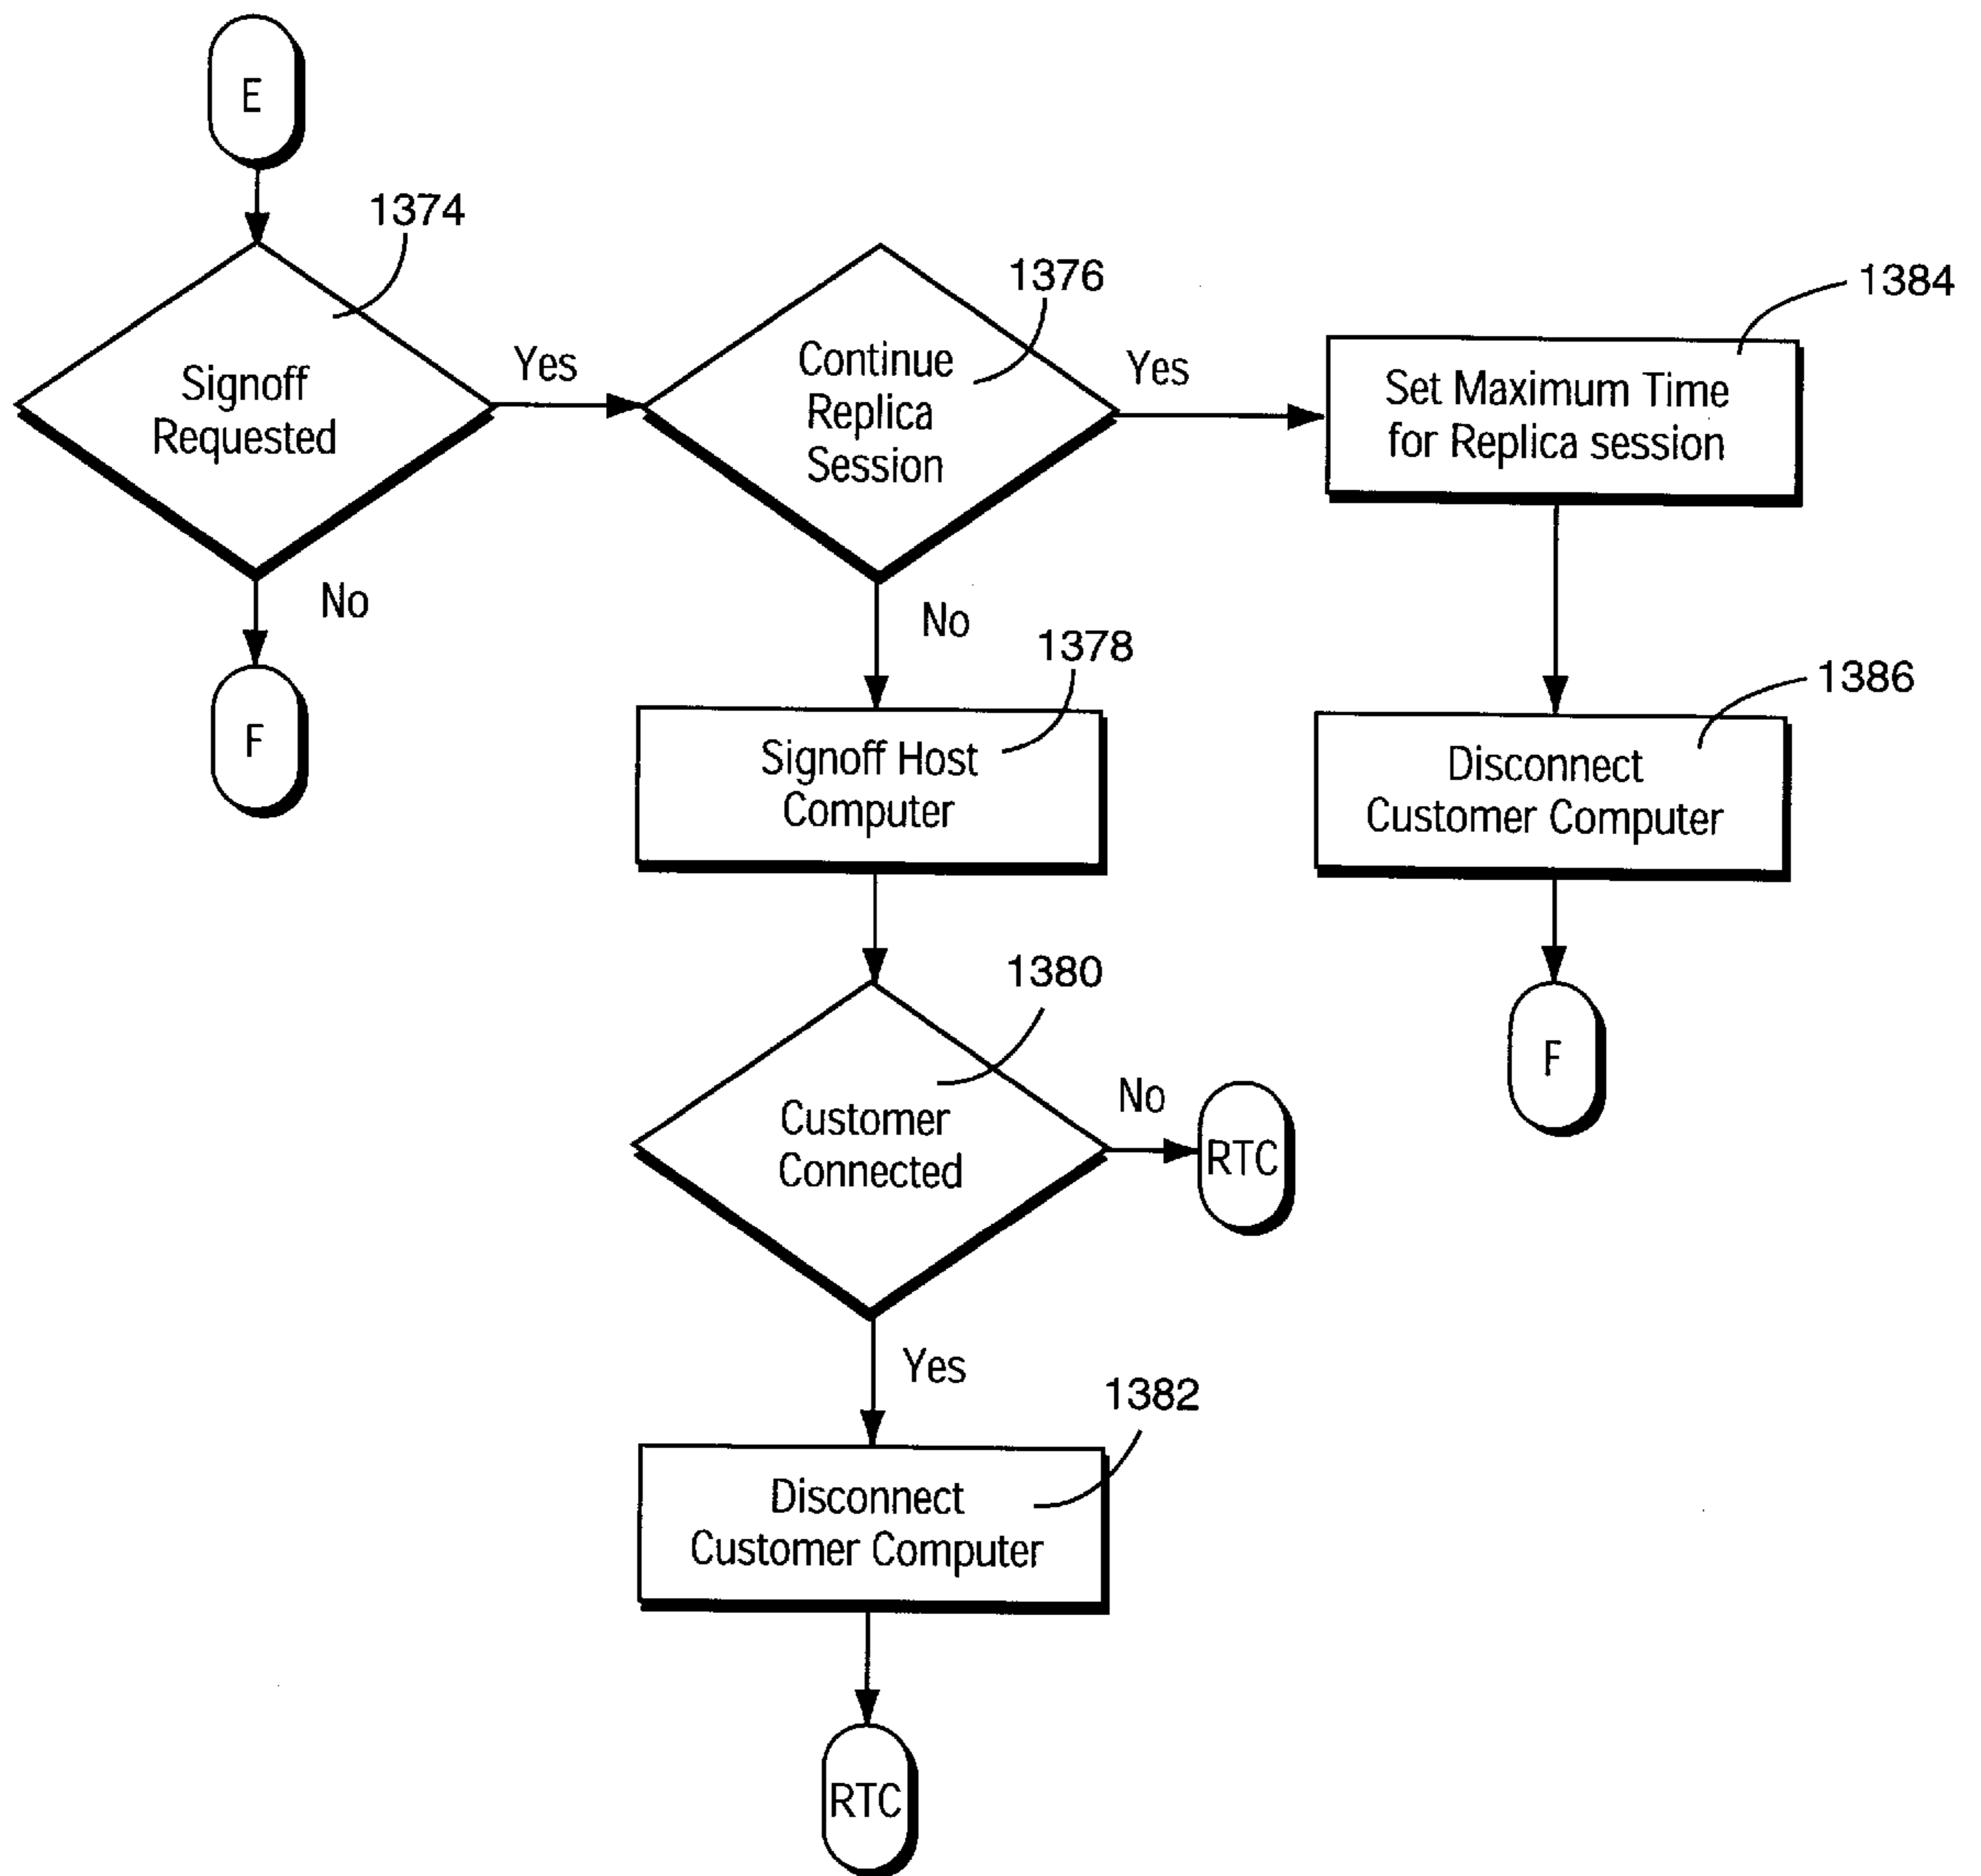 E
1374
Signoff
Requested
Yes
No
F
1376
Continue
Replica
Session
Yes
No
1384
Set Maximum Time
for Replica session
1386
Disconnect
Customer Computer
F
1378
Signoff Host
Computer
1380
Customer
Connected
No
RTC
Yes
1382
Disconnect
Customer Computer
RTC